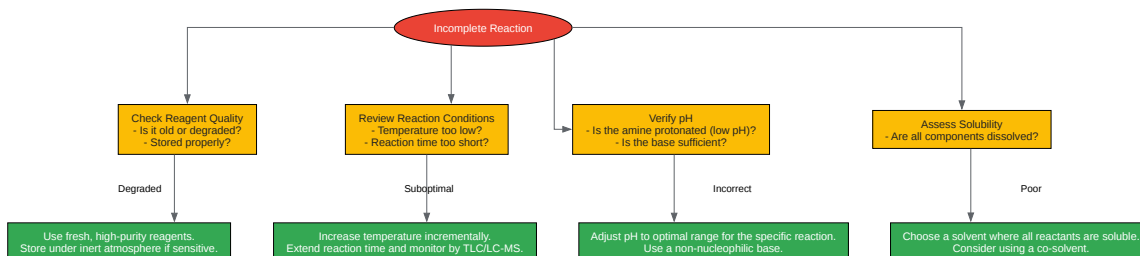 Incomplete Reaction
Check Reagent Quality
- Is it old or degraded?
- Stored properly?
Review Reaction Conditions
- Temperature too low?
- Reaction time too short?
Verify pH
- Is the amine protonated (low pH)?
- Is the base sufficient?
Assess Solubility
- Are all components dissolved?
Degraded
Suboptimal
Incorrect
Poor
Use fresh, high-purity reagents.
Store under inert atmosphere if sensitive.
Increase temperature incrementally.
Extend reaction time and monitor by TLC/LC-MS.
Adjust pH to optimal range for the specific reaction.
Use a non-nucleophilic base.
Choose a solvent where all reactants are soluble.
Consider using a co-solvent.